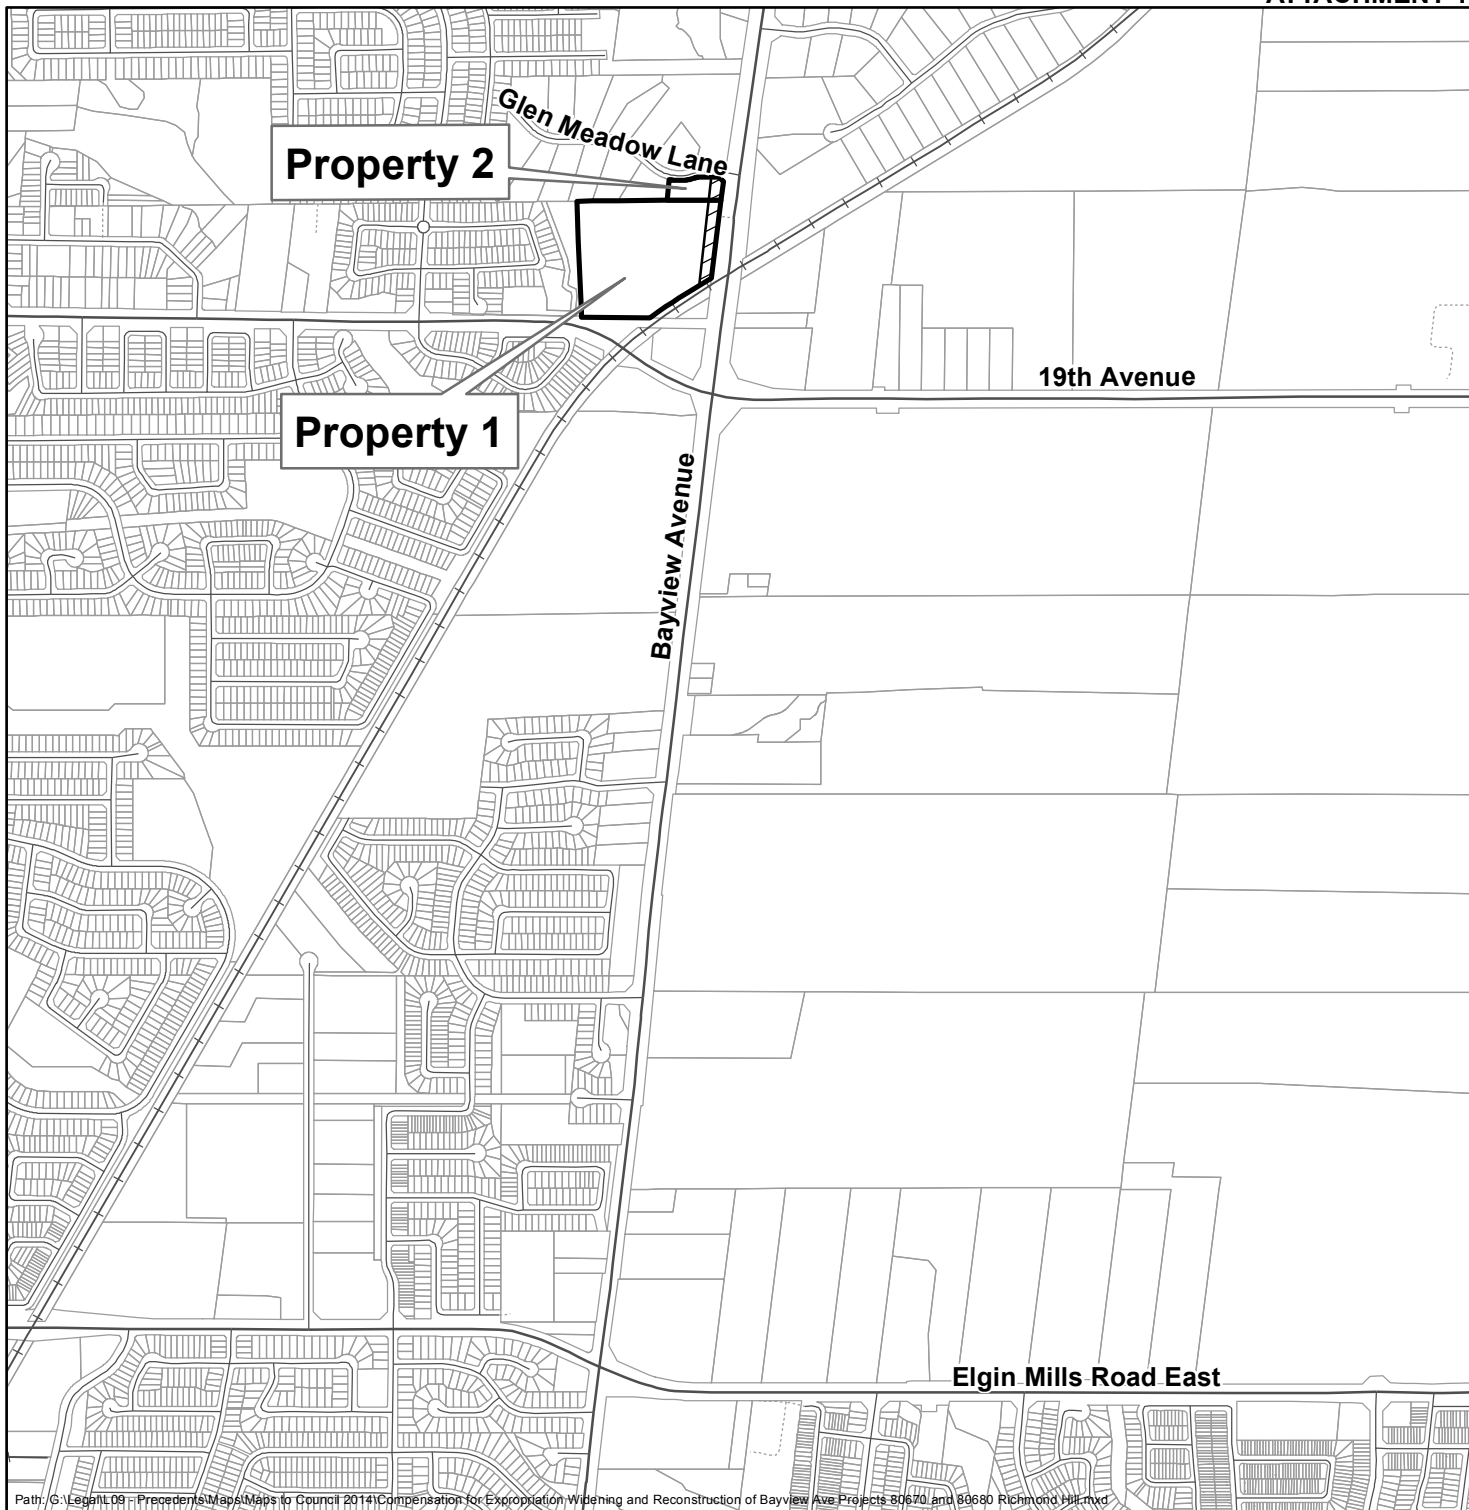 ATTACHMENT 1
Glen Meadow Lane
Property 2
19th Avenue
Property 1
Bayview Avenue
Elgin Mills Road East
Path: G:\Legal\L09 - Precedents\Maps\Maps to Council 2014\Compensation for Expropriation Widening and Reconstruction of Bayview Ave Projects 80670 and 80680 Richmond Hill.mxd